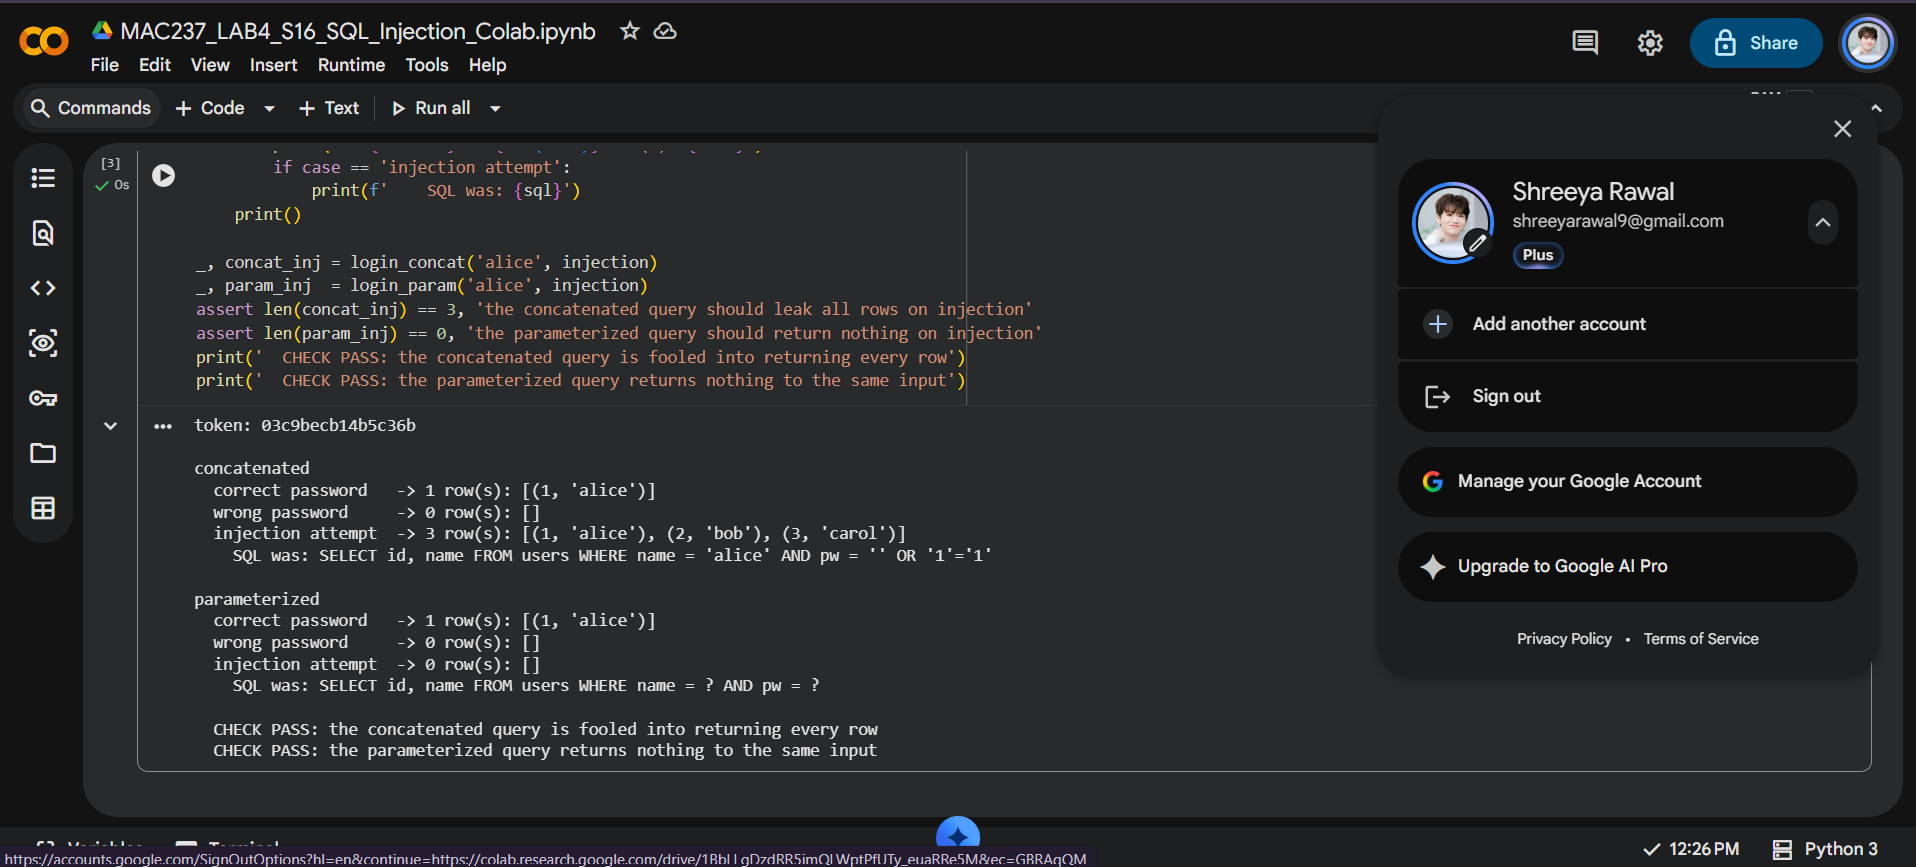 MAC237_LAB4_S16_SQL_Injection_Colab.ipynb
File Edit View Insert Runtime Tools Help
Share
Commands + Code + Text Run all
[3]
0s
if case == 'injection attempt':
print(f'    SQL was: {sql}')
print()
_, concat_inj = login_concat('alice', injection)
_, param_inj  = login_param('alice', injection)
assert len(concat_inj) == 3, 'the concatenated query should leak all rows on injection'
assert len(param_inj) == 0, 'the parameterized query should return nothing on injection'
print('  CHECK PASS: the concatenated query is fooled into returning every row')
print('  CHECK PASS: the parameterized query returns nothing to the same input')
token: 03c9becb14b5c36b
concatenated
correct password   -> 1 row(s): [(1, 'alice')]
wrong password     -> 0 row(s): []
injection attempt  -> 3 row(s): [(1, 'alice'), (2, 'bob'), (3, 'carol')]
SQL was: SELECT id, name FROM users WHERE name = 'alice' AND pw = '' OR '1'='1'
parameterized
correct password   -> 1 row(s): [(1, 'alice')]
wrong password     -> 0 row(s): []
injection attempt  -> 0 row(s): []
SQL was: SELECT id, name FROM users WHERE name = ? AND pw = ?
CHECK PASS: the concatenated query is fooled into returning every row
CHECK PASS: the parameterized query returns nothing to the same input
Shreeya Rawal
shreeyarawal9@gmail.com
Plus
Add another account
Sign out
Manage your Google Account
Upgrade to Google AI Pro
Privacy Policy • Terms of Service
Variables Terminal
12:26 PM Python 3